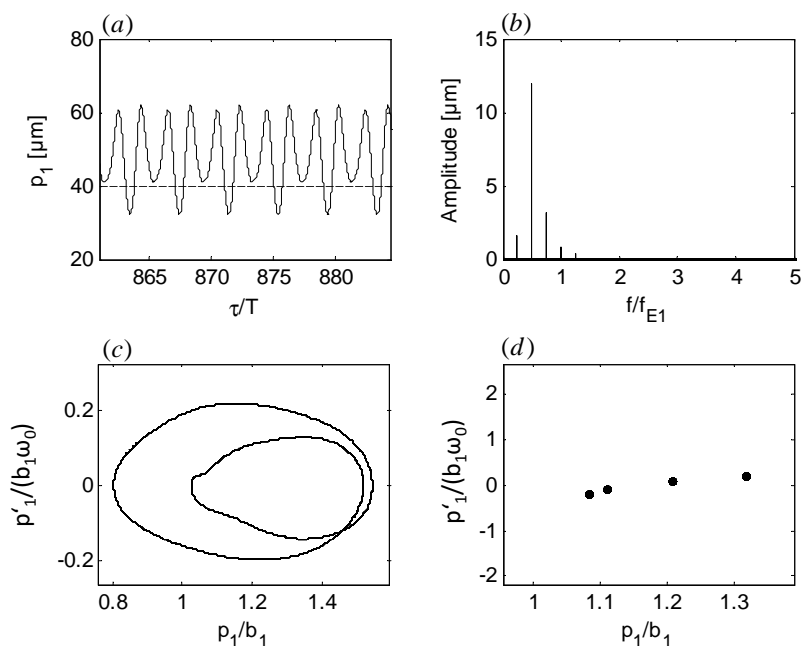 (a)
80
60
40
20
p₁ [μm]
865 870 875 880
τ/T
(b)
15
10
5
0
Amplitude [μm]
0 1 2 3 4 5
f/f_E1
(c)
0.2
0
-0.2
p'₁/(b₁ω₀)
0.8 1 1.2 1.4
p₁/b₁
(d)
2
1
0
-1
-2
p'₁/(b₁ω₀)
1 1.1 1.2 1.3
p₁/b₁